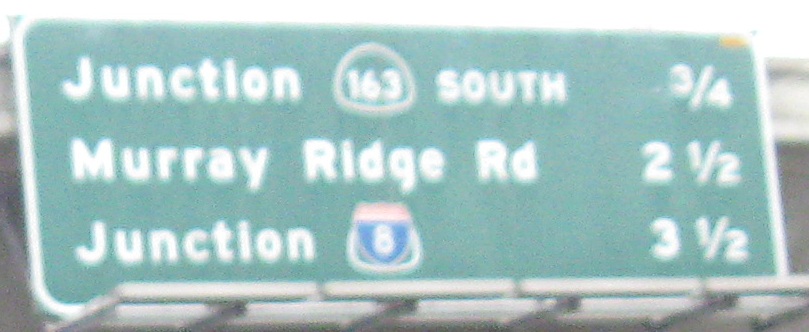 Junction 163 SOUTH 3/4
Murray Ridge Rd 2 1/2
Junction 8 3 1/2